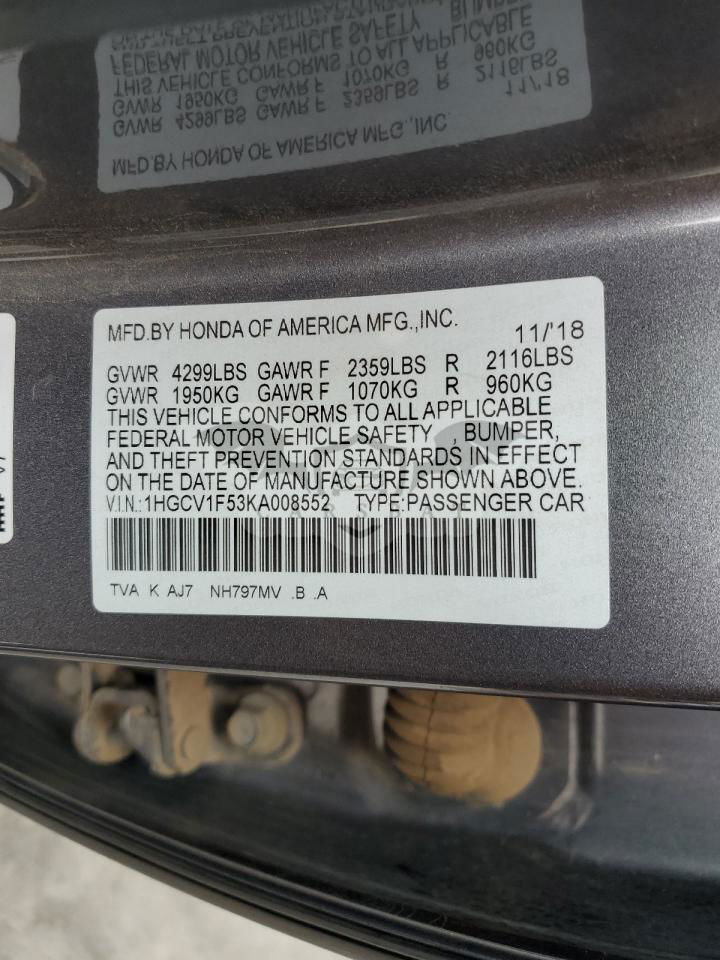 MFD.BY HONDA OF AMERICA MFG.,INC. 11/'18
GVWR 4299LBS GAWR F 2359LBS R 2116LBS
GVWR 1950KG GAWR F 1070KG R 960KG
THIS VEHICLE CONFORMS TO ALL APPLICABLE
FEDERAL MOTOR VEHICLE SAFETY , BUMPER,
AND THEFT PREVENTION STANDARDS IN EFFECT
ON THE DATE OF MANUFACTURE SHOWN ABOVE.
V.I.N.:1HGCV1F53KA008552 TYPE:PASSENGER CAR
TVA K AJ7 NH797MV .B .A